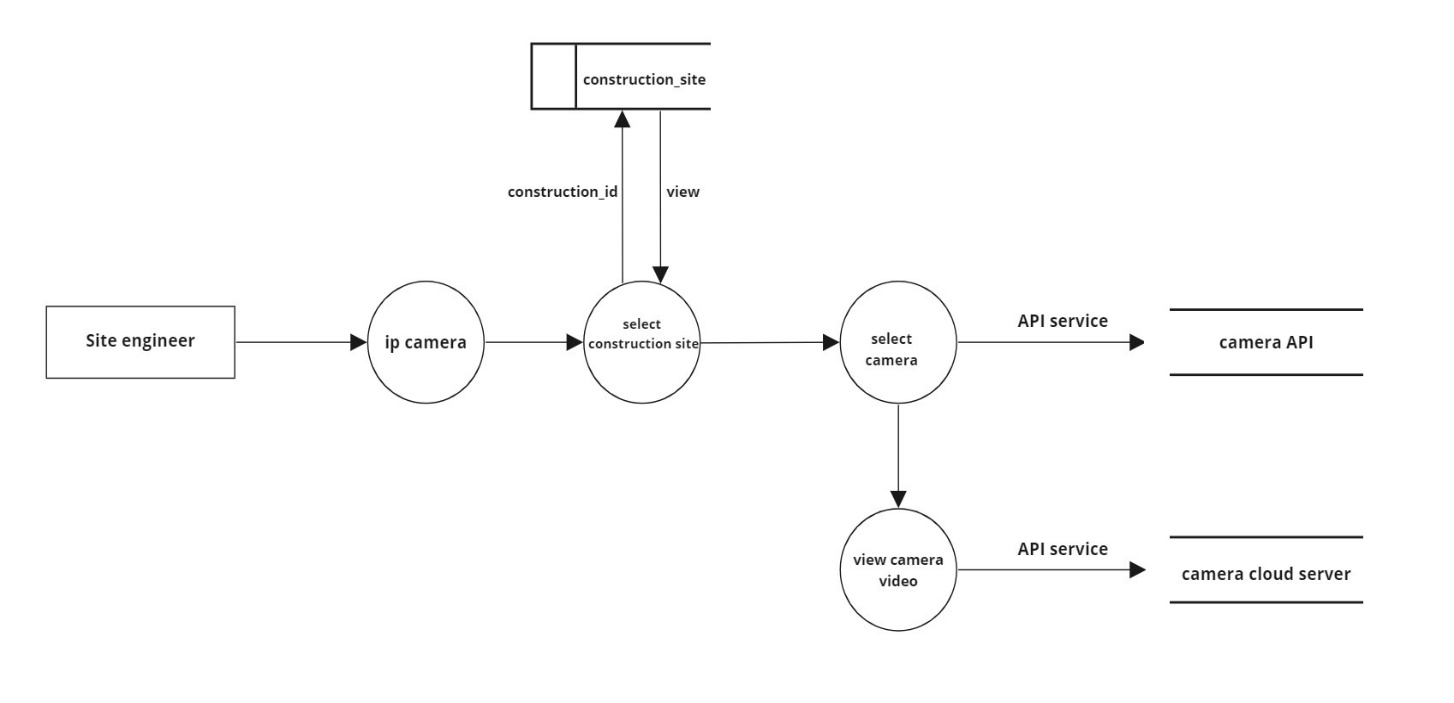 construction_site
construction_id
view
Site engineer
ip camera
select
construction site
select
camera
API service
camera API
view camera
video
API service
camera cloud server